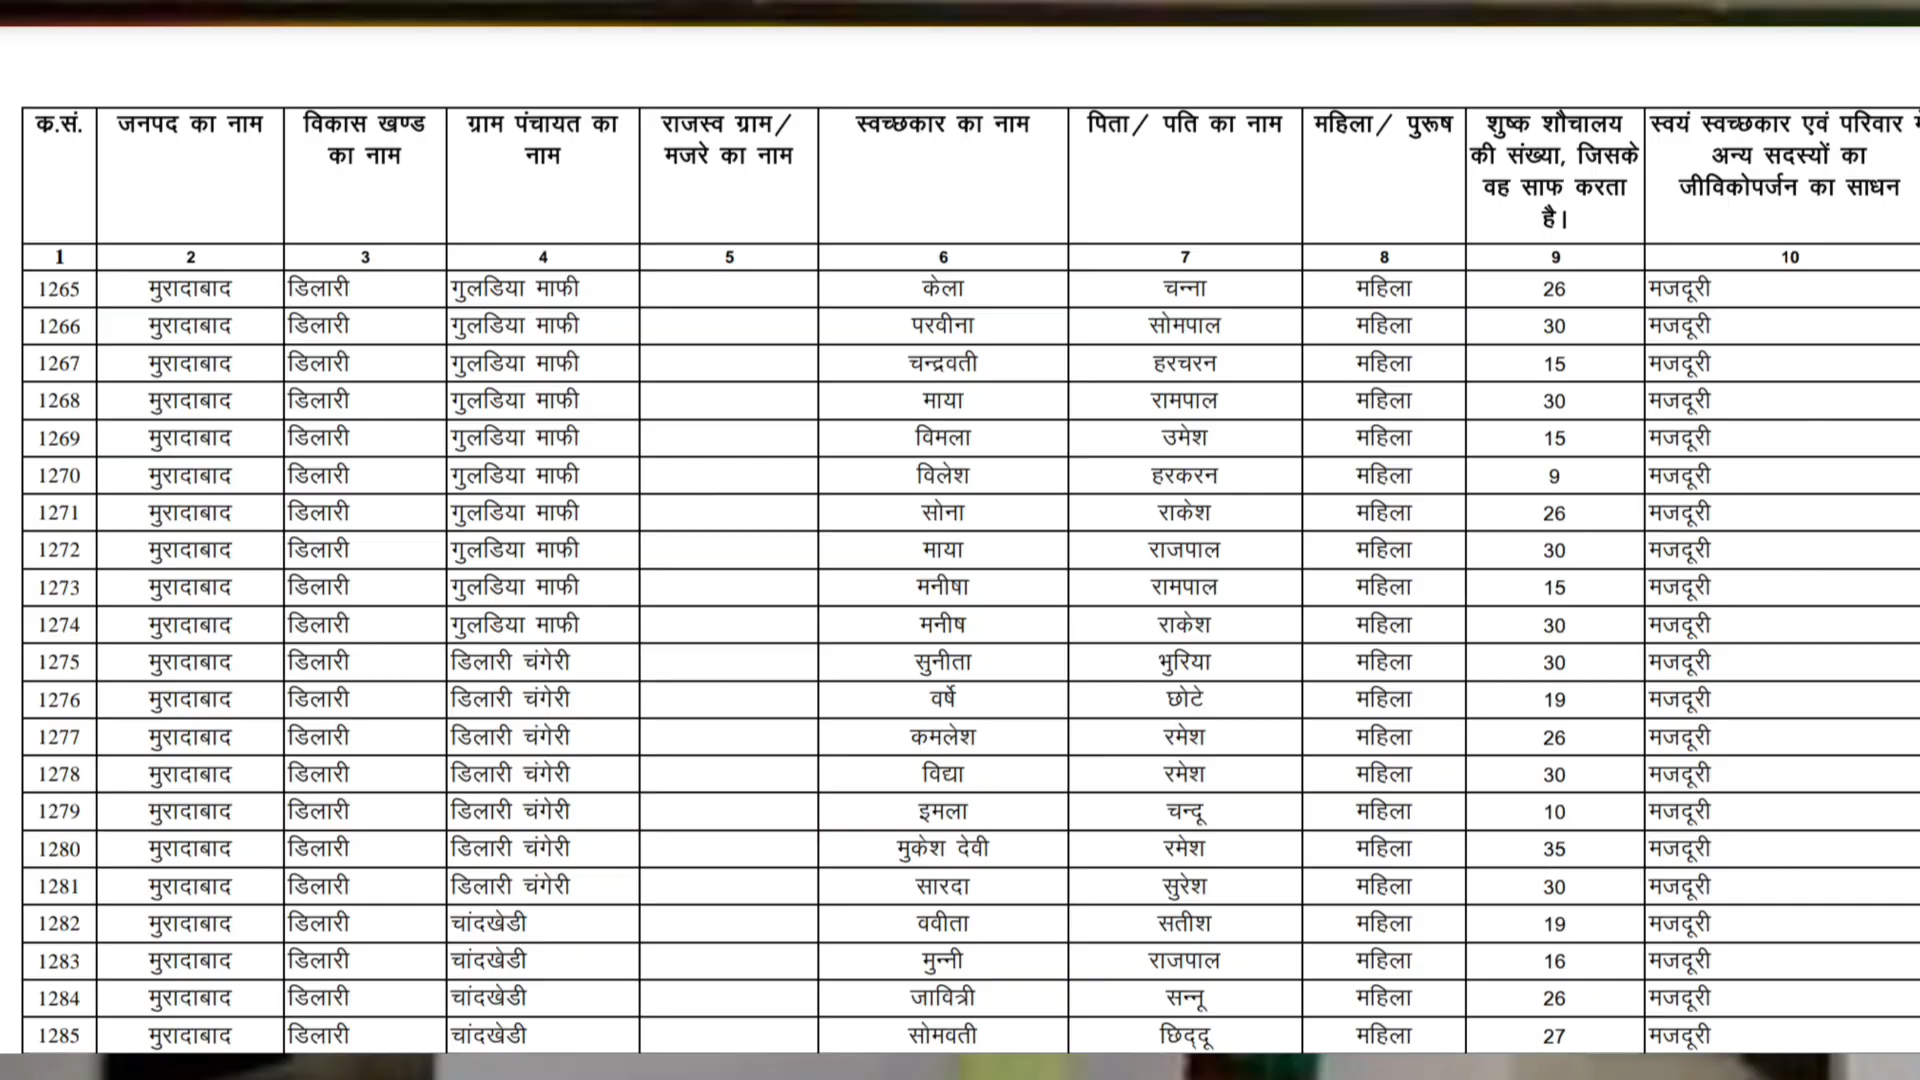 क.सं. जनपद का नाम विकास खण्ड का नाम ग्राम पंचायत का नाम राजस्व ग्राम/ मजरे का नाम स्वच्छकार का नाम पिता/ पति का नाम महिला/ पुरूष शुष्क शौचालय की संख्या, जिसके वह साफ करता है। स्वयं स्वच्छकार एवं परिवार अन्य सदस्यों का जीविकोपर्जन का साधन
1 2 3 4 5 6 7 8 9 10
1265 मुरादाबाद डिलारी गुलडिया माफी केला चन्ना महिला 26 मजदूरी
1266 मुरादाबाद डिलारी गुलडिया माफी परवीना सोमपाल महिला 30 मजदूरी
1267 मुरादाबाद डिलारी गुलडिया माफी चन्द्रवती हरचरन महिला 15 मजदूरी
1268 मुरादाबाद डिलारी गुलडिया माफी माया रामपाल महिला 30 मजदूरी
1269 मुरादाबाद डिलारी गुलडिया माफी विमला उमेश महिला 15 मजदूरी
1270 मुरादाबाद डिलारी गुलडिया माफी विलेश हरकरन महिला 9 मजदूरी
1271 मुरादाबाद डिलारी गुलडिया माफी सोना राकेश महिला 26 मजदूरी
1272 मुरादाबाद डिलारी गुलडिया माफी माया राजपाल महिला 30 मजदूरी
1273 मुरादाबाद डिलारी गुलडिया माफी मनीषा रामपाल महिला 15 मजदूरी
1274 मुरादाबाद डिलारी गुलडिया माफी मनीष राकेश महिला 30 मजदूरी
1275 मुरादाबाद डिलारी डिलारी चंगेरी सुनीता भुरिया महिला 30 मजदूरी
1276 मुरादाबाद डिलारी डिलारी चंगेरी वर्षे छोटे महिला 19 मजदूरी
1277 मुरादाबाद डिलारी डिलारी चंगेरी कमलेश रमेश महिला 26 मजदूरी
1278 मुरादाबाद डिलारी डिलारी चंगेरी विद्या रमेश महिला 30 मजदूरी
1279 मुरादाबाद डिलारी डिलारी चंगेरी इमला चन्दू महिला 10 मजदूरी
1280 मुरादाबाद डिलारी डिलारी चंगेरी मुकेश देवी रमेश महिला 35 मजदूरी
1281 मुरादाबाद डिलारी डिलारी चंगेरी सारदा सुरेश महिला 30 मजदूरी
1282 मुरादाबाद डिलारी चांदखेडी ववीता सतीश महिला 19 मजदूरी
1283 मुरादाबाद डिलारी चांदखेडी मुन्नी राजपाल महिला 16 मजदूरी
1284 मुरादाबाद डिलारी चांदखेडी जावित्री सन्नू महिला 26 मजदूरी
1285 मुरादाबाद डिलारी चांदखेडी सोमवती छिद्‌दू महिला 27 मजदूरी